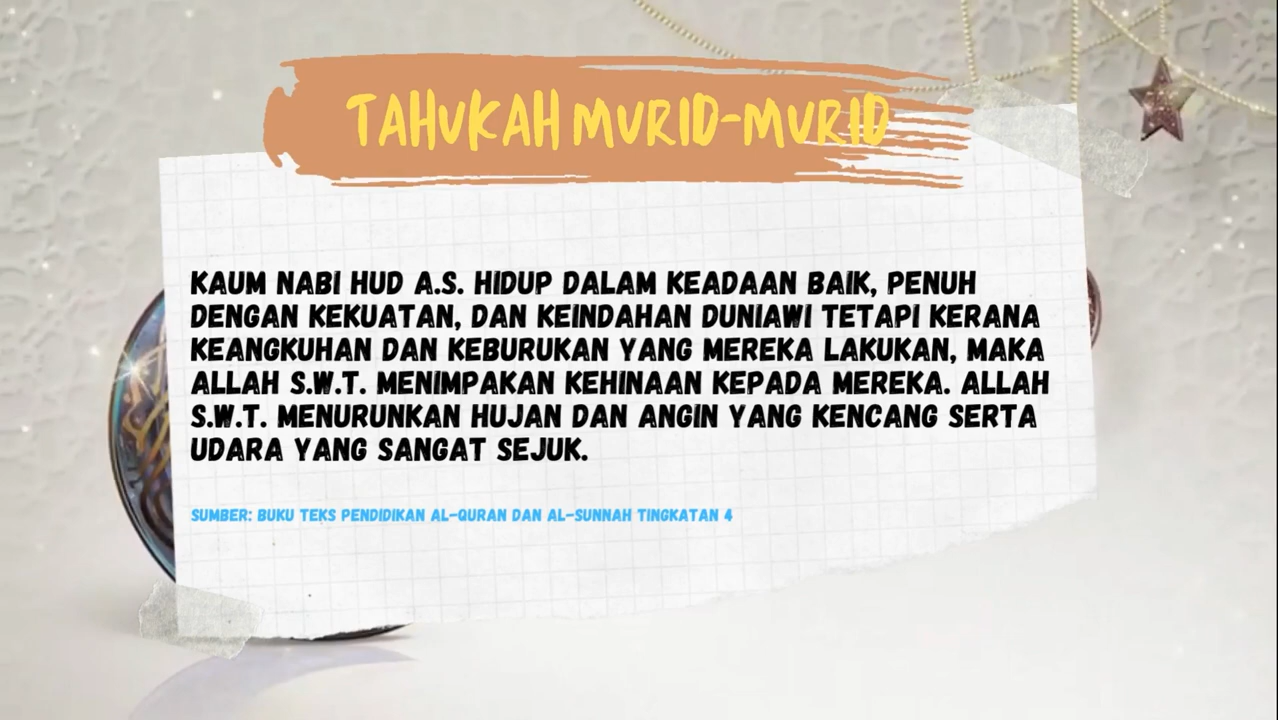 TAHUKAH MURID-MURID
KAUM NABI HUD A.S. HIDUP DALAM KEADAAN BAIK, PENUH
DENGAN KEKUATAN, DAN KEINDAHAN DUNIAWI TETAPI KERANA
KEANGKUHAN DAN KEBURUKAN YANG MEREKA LAKUKAN, MAKA
ALLAH S.W.T. MENIMPAKAN KEHINAAN KEPADA MEREKA. ALLAH
S.W.T. MENURUNKAN HUJAN DAN ANGIN YANG KENCANG SERTA
UDARA YANG SANGAT SEJUK.
SUMBER: BUKU TEKS PENDIDIKAN AL-QURAN DAN AL-SUNNAH TINGKATAN 4